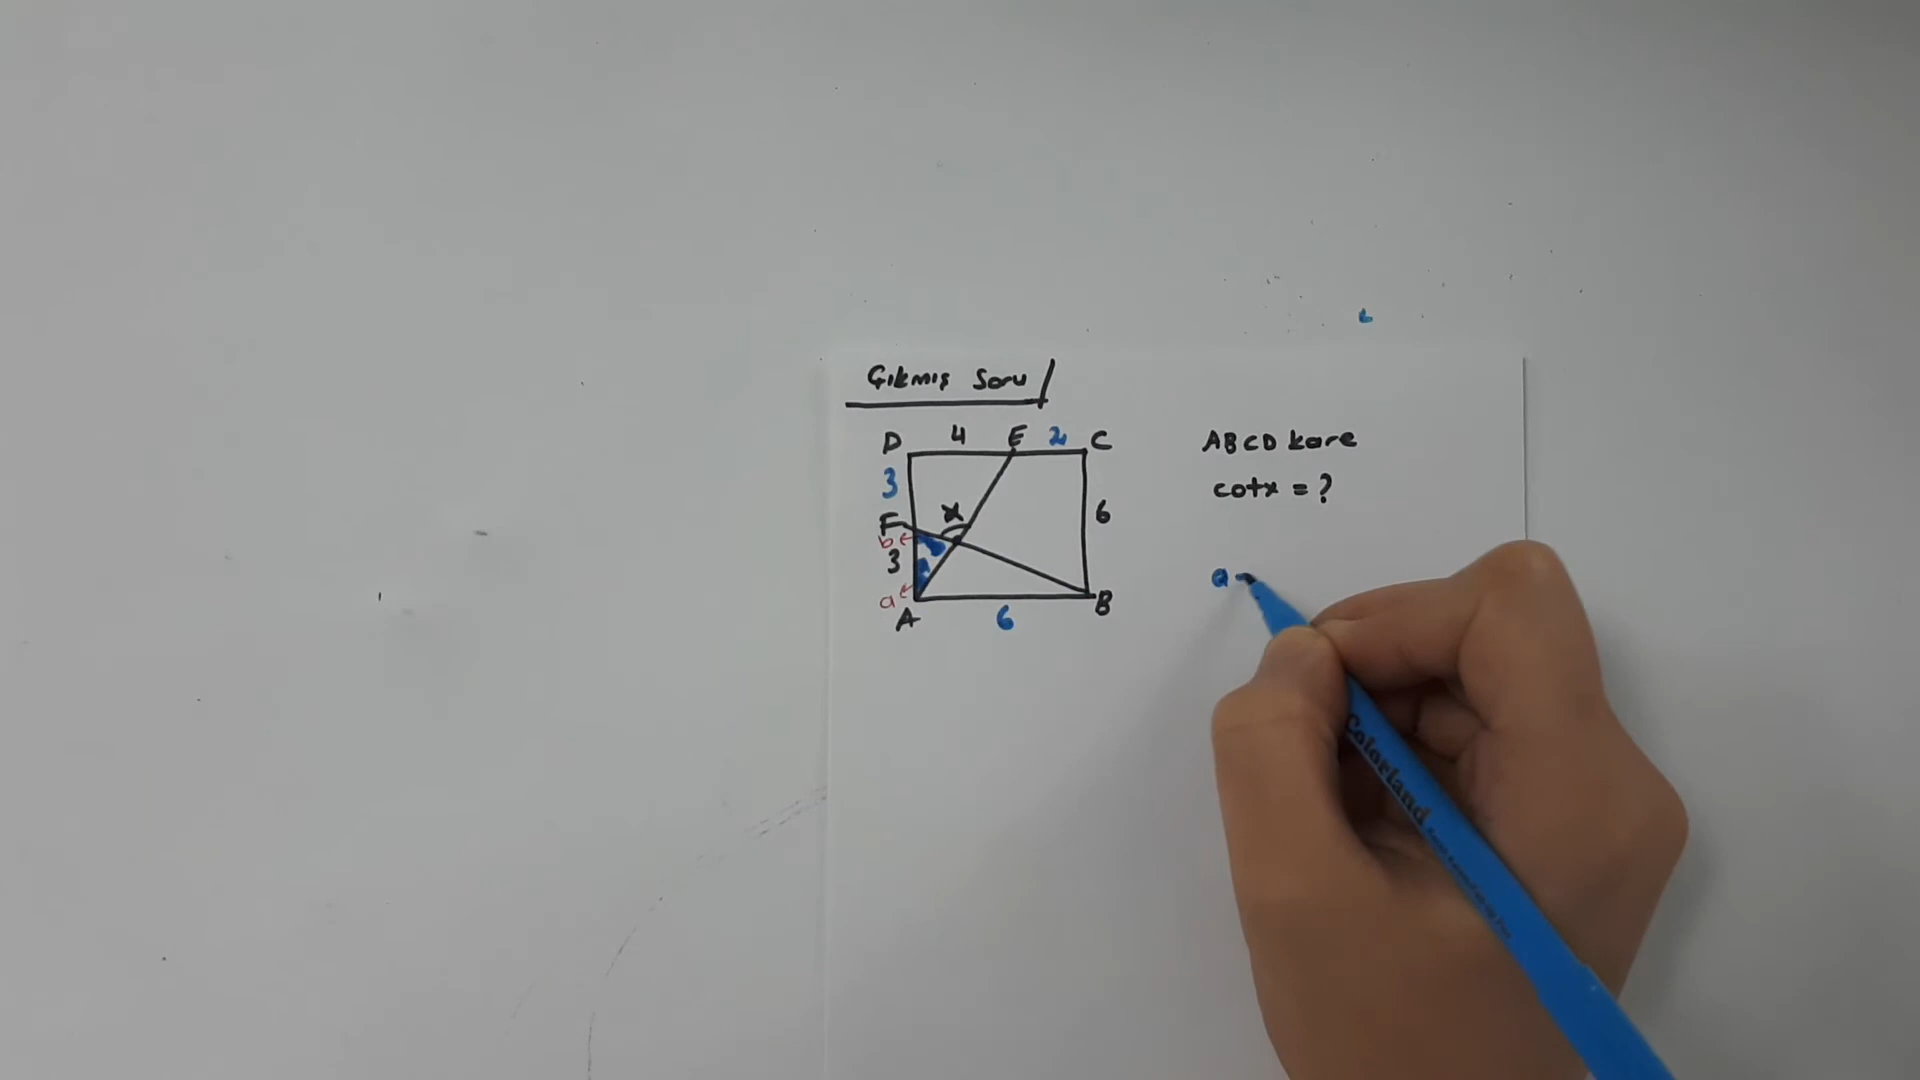 Çıkmış Soru
D 4 E 2 C
3
F x 6
b
3
a
A 6 B
ABCD kare
cotx = ?
a
Colorland